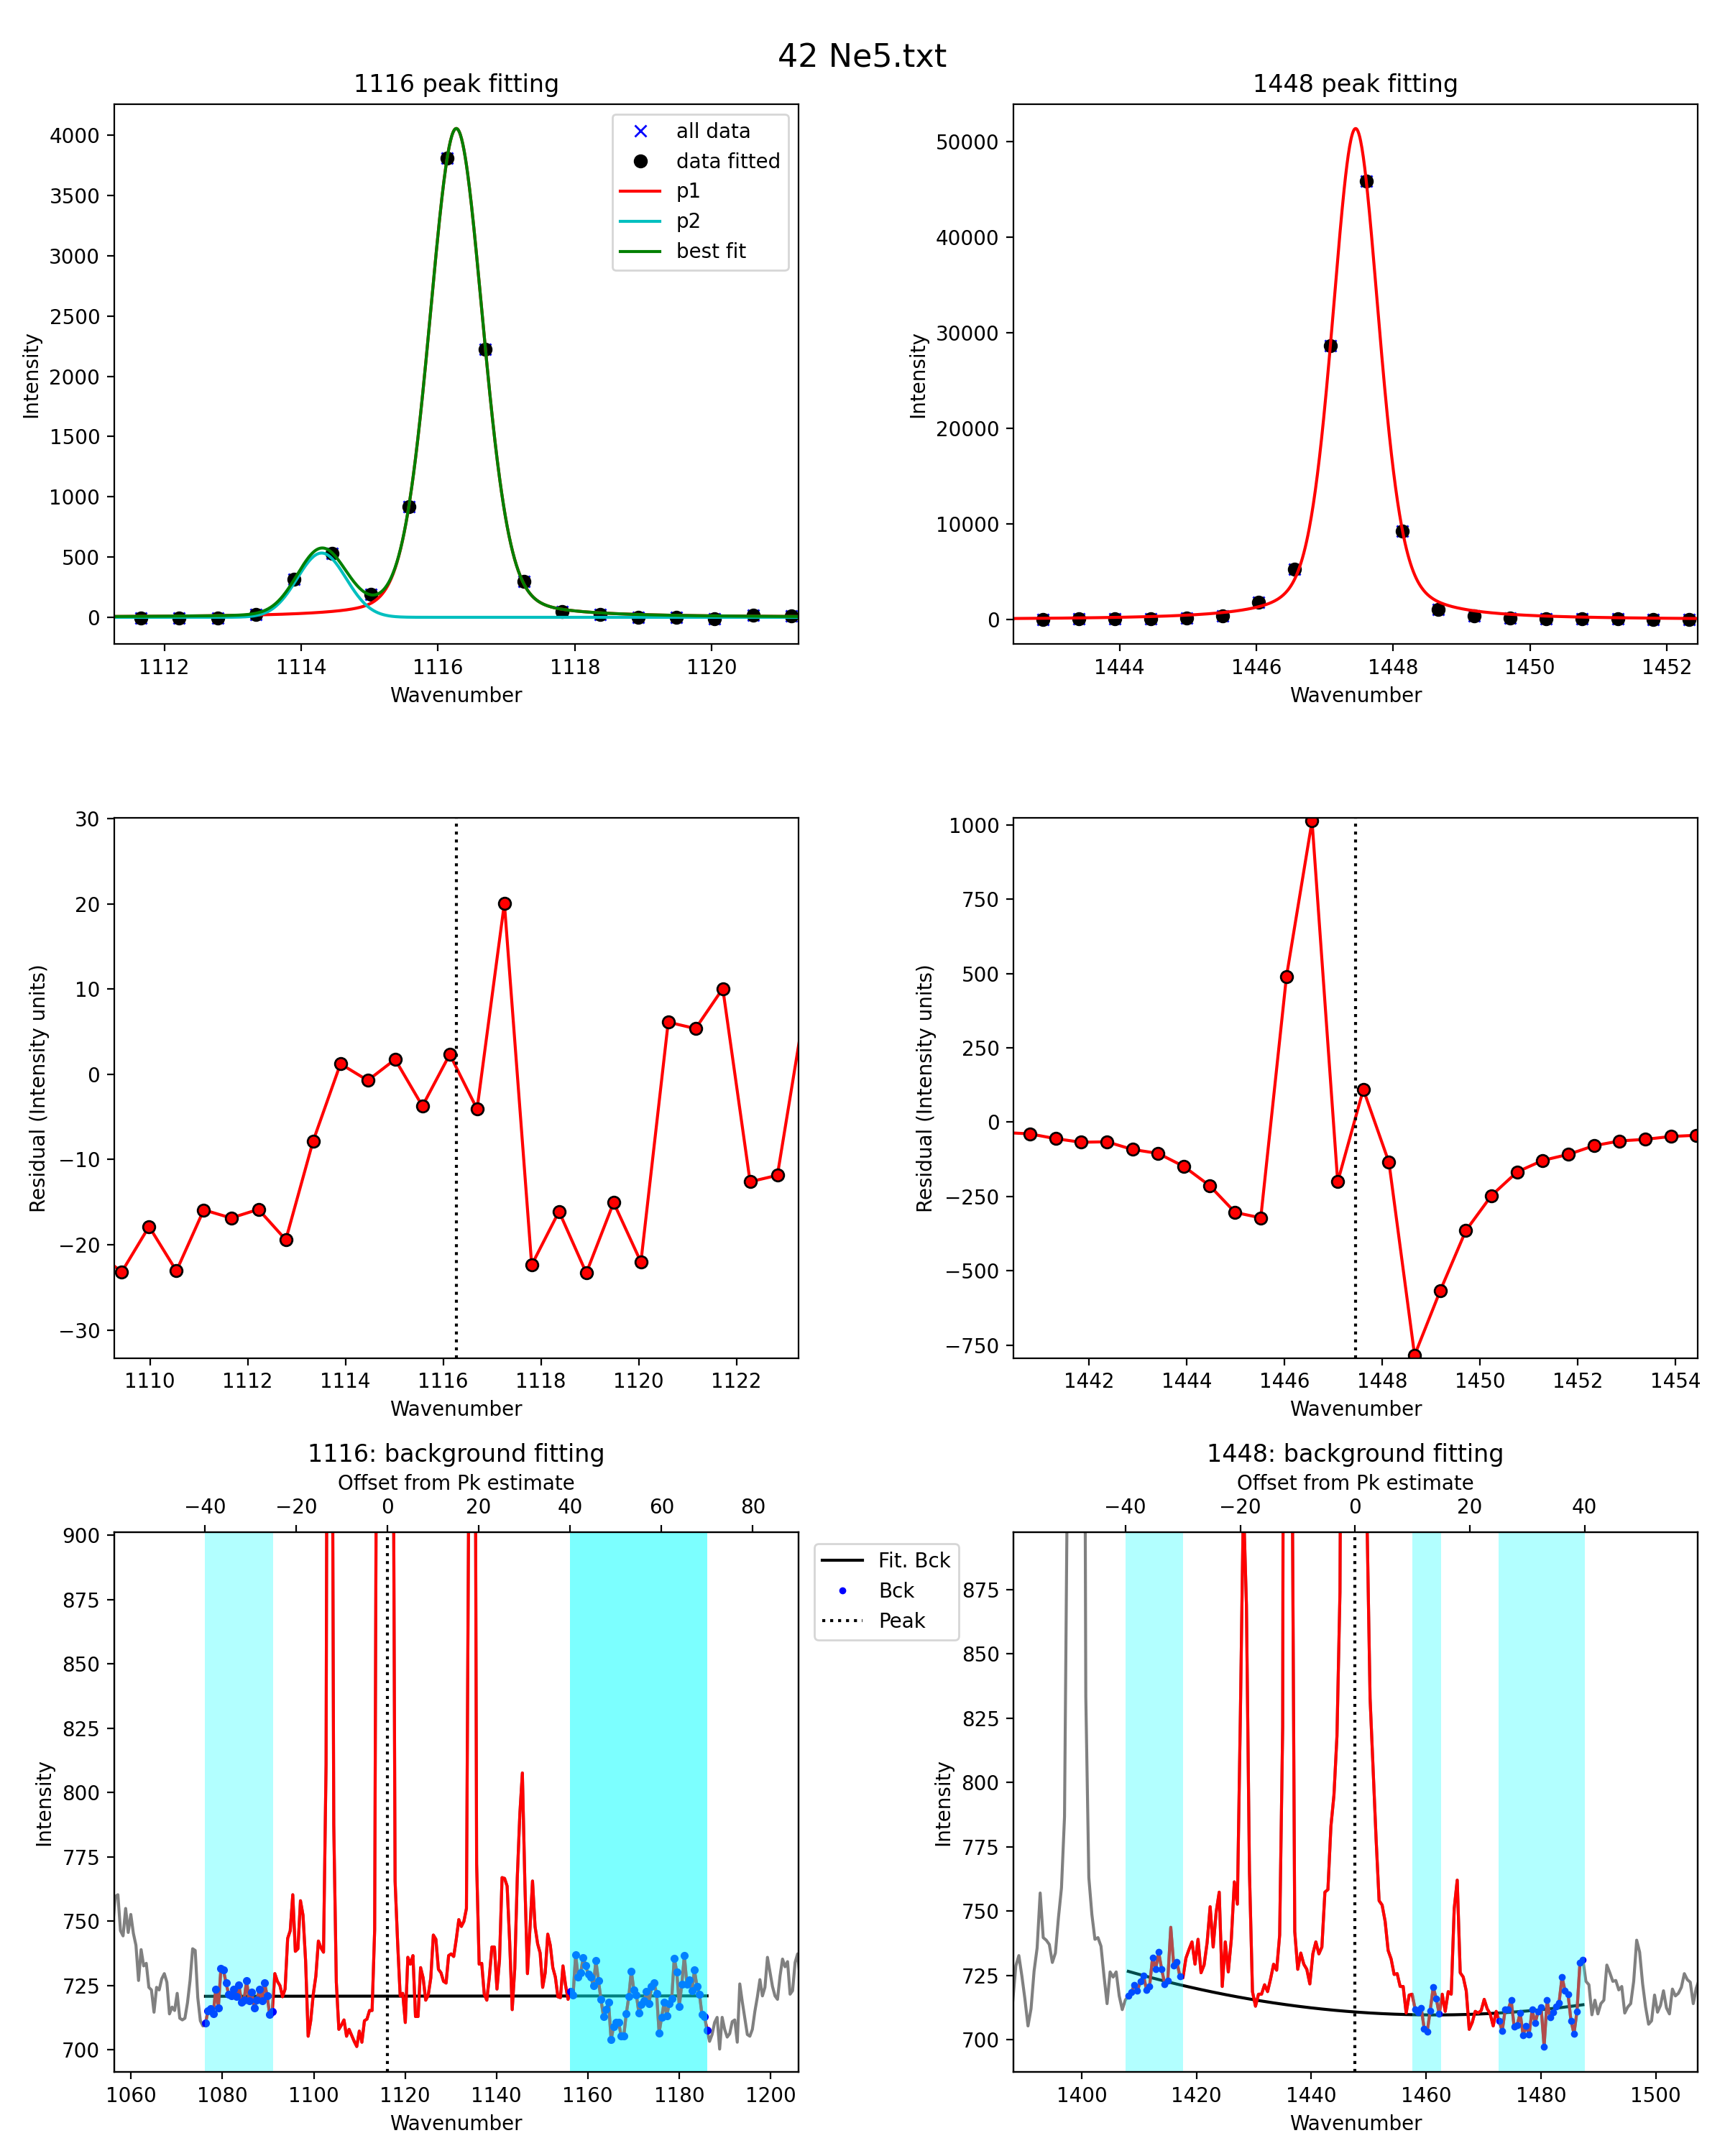 42 Ne5.txt
1116 peak fitting
4000
3500
3000
2500
2000
1500
1000
500
0
Intensity
all data
data fitted
p1
p2
best fit
1112 1114 1116 1118 1120
Wavenumber
1448 peak fitting
50000
40000
30000
20000
10000
0
Intensity
1444 1446 1448 1450 1452
Wavenumber
30
20
10
0
−10
−20
−30
Residual (Intensity units)
1110 1112 1114 1116 1118 1120 1122
Wavenumber
1000
750
500
250
0
−250
−500
−750
Residual (Intensity units)
1442 1444 1446 1448 1450 1452 1454
Wavenumber
1116: background fitting
Offset from Pk estimate
−40 −20 0 20 40 60 80
900
875
850
825
800
775
750
725
700
Intensity
1060 1080 1100 1120 1140 1160 1180 1200
Wavenumber
Fit. Bck
Bck
Peak
1448: background fitting
Offset from Pk estimate
−40 −20 0 20 40
875
850
825
800
775
750
725
700
Intensity
1400 1420 1440 1460 1480 1500
Wavenumber